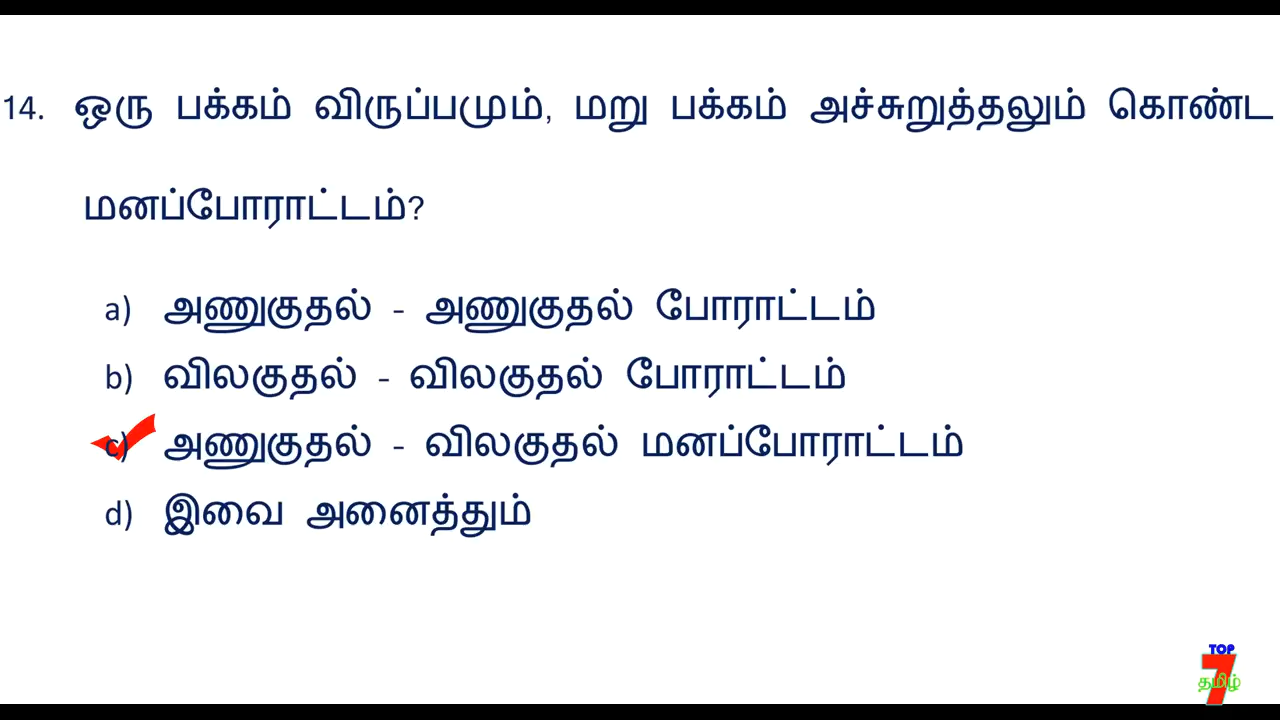 14. ஒரு பக்கம் விருப்பமும், மறு பக்கம் அச்சுறுத்தலும் கொண்ட
மனப்போராட்டம்?
a) அணுகுதல் - அணுகுதல் போராட்டம்
b) விலகுதல் - விலகுதல் போராட்டம்
c) அணுகுதல் - விலகுதல் மனப்போராட்டம்
d) இவை அனைத்தும்
TOP
7
தமிழ்